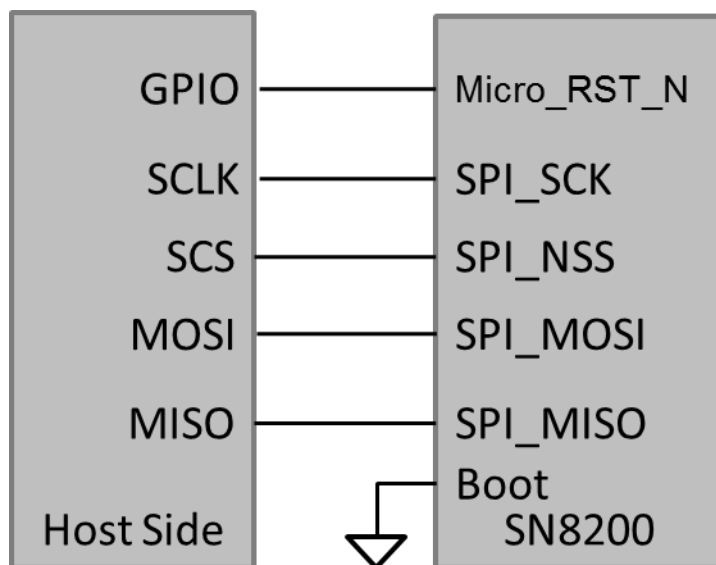 GPIO Micro_RST_N
SCLK SPI_SCK
SCS SPI_NSS
MOSI SPI_MOSI
MISO SPI_MISO
Boot
Host Side SN8200